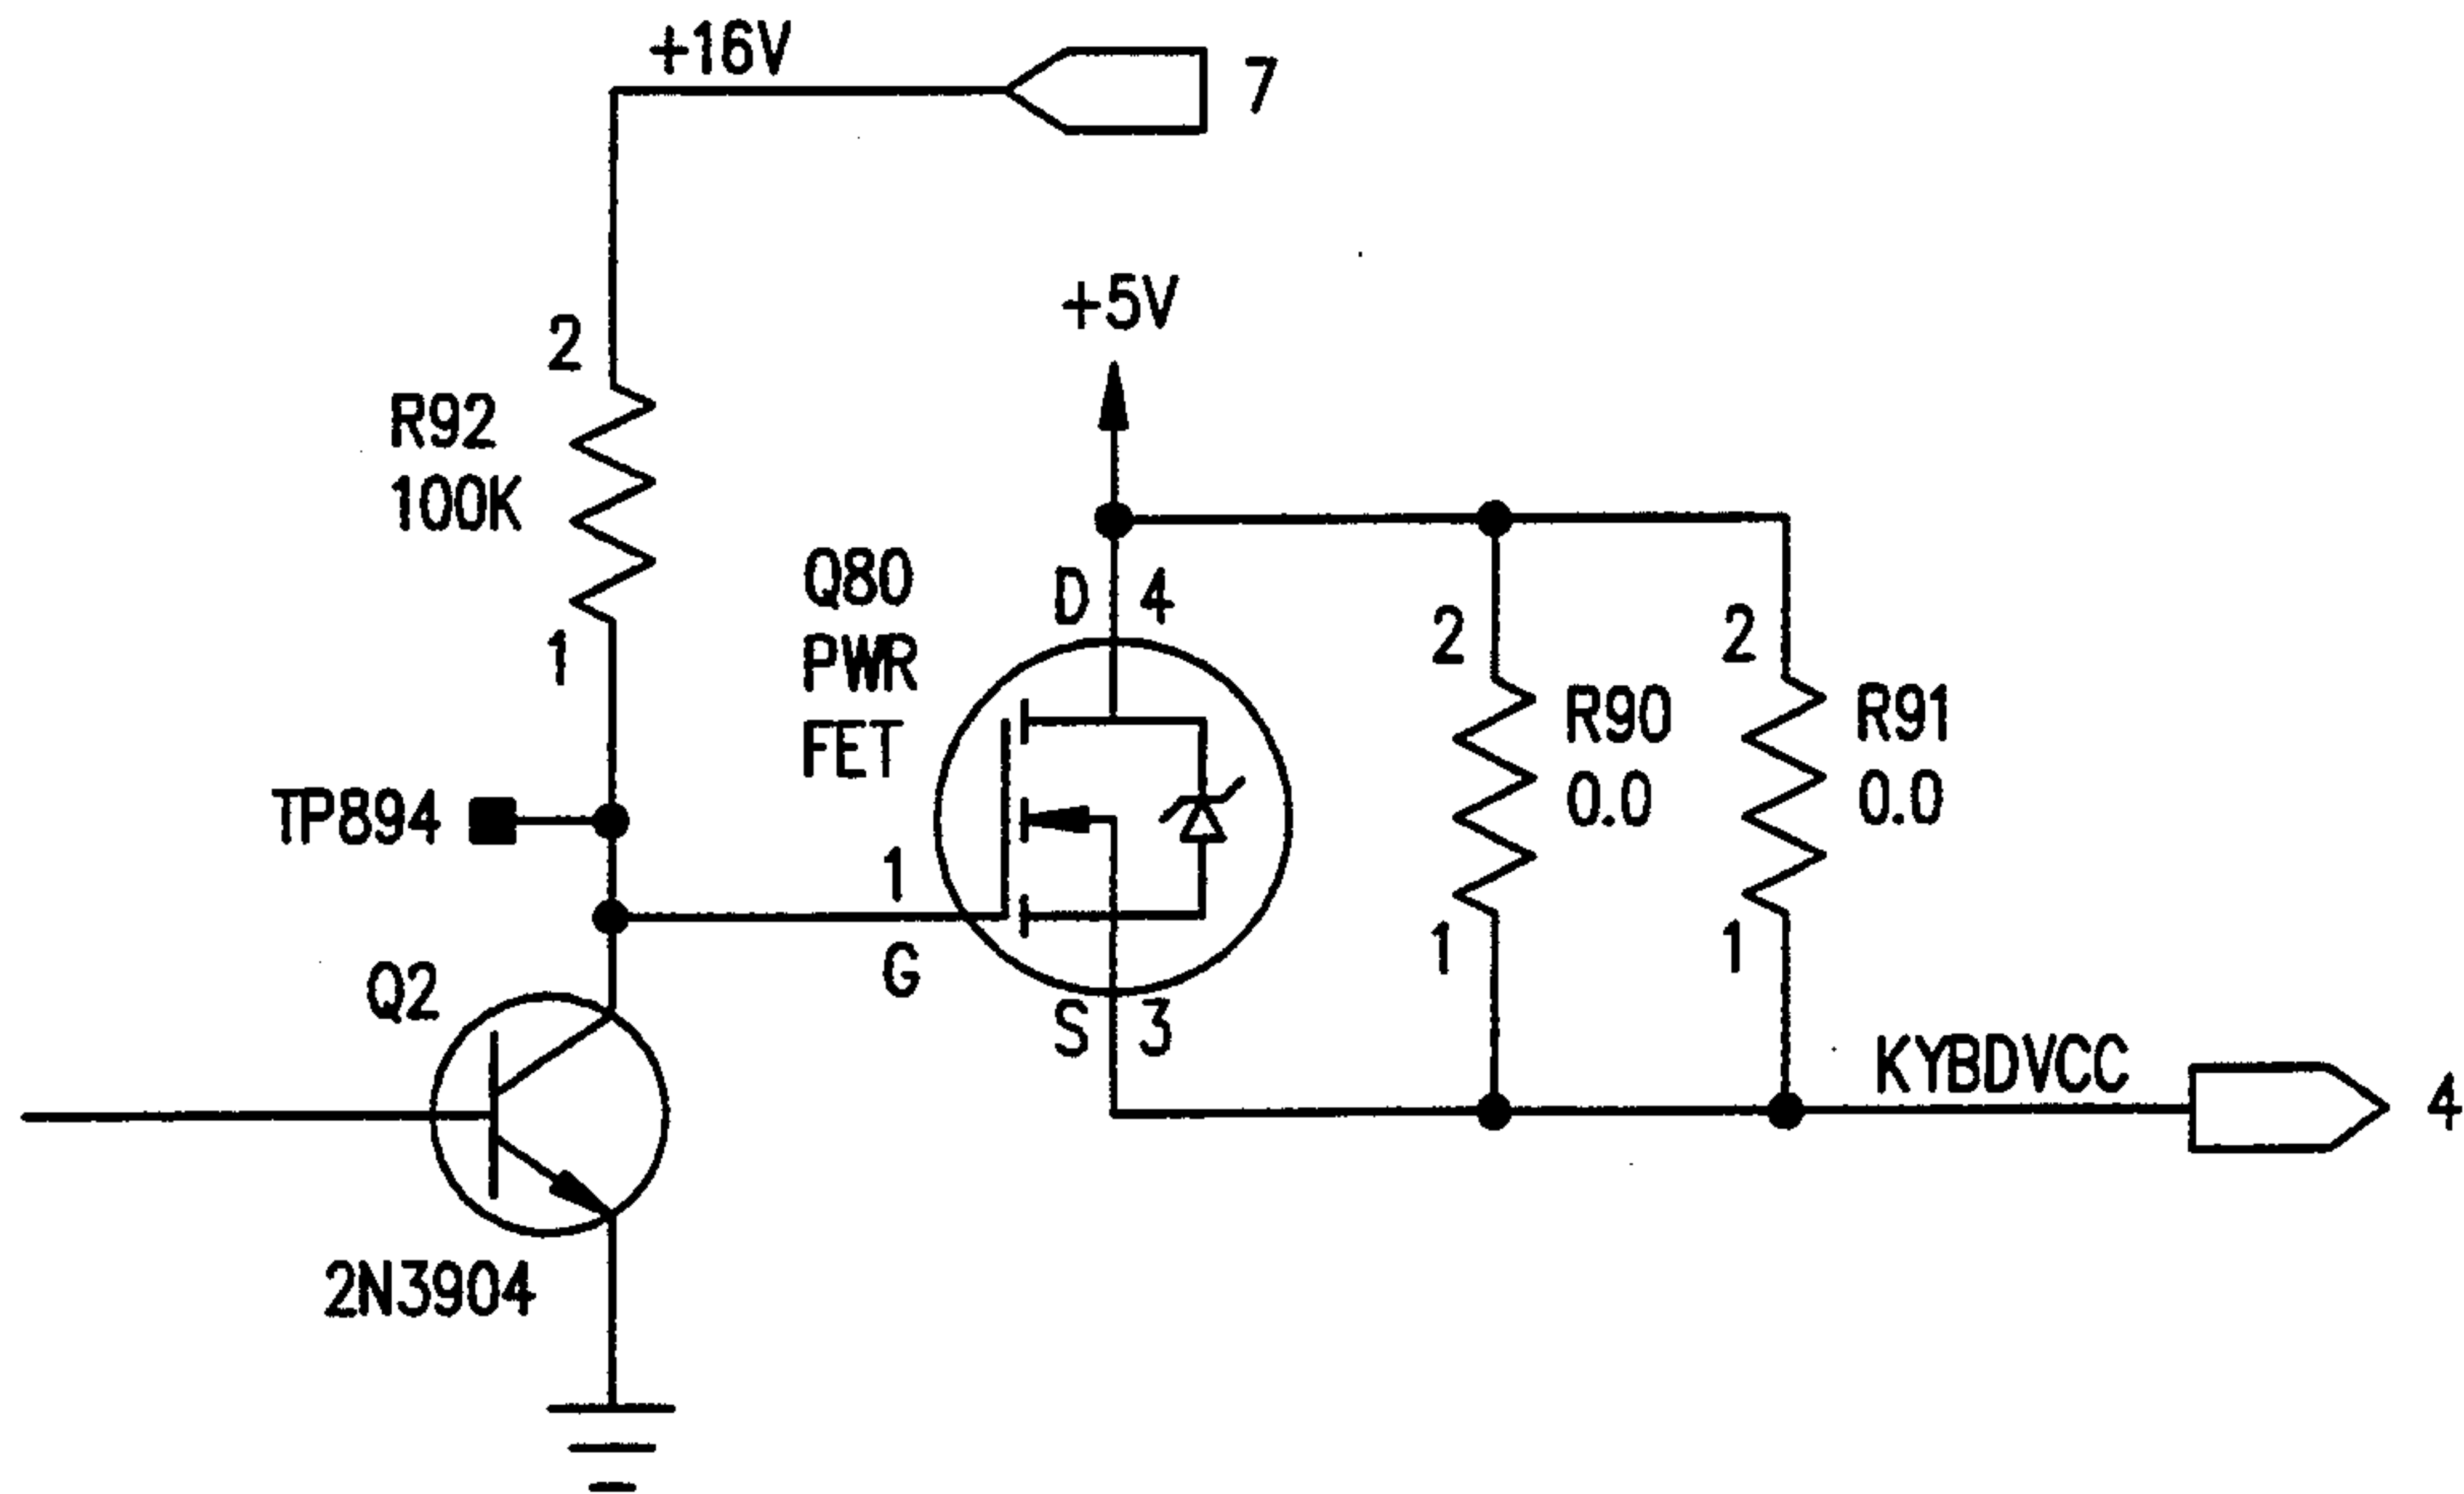 +16V
7
+5V
2
R92
100K
1
Q80
PWR
FET
D 4
2
R90
0.0
1
2
R91
0.0
1
TP894
1
G
S 3
Q2
2N3904
KYBDVCC
4